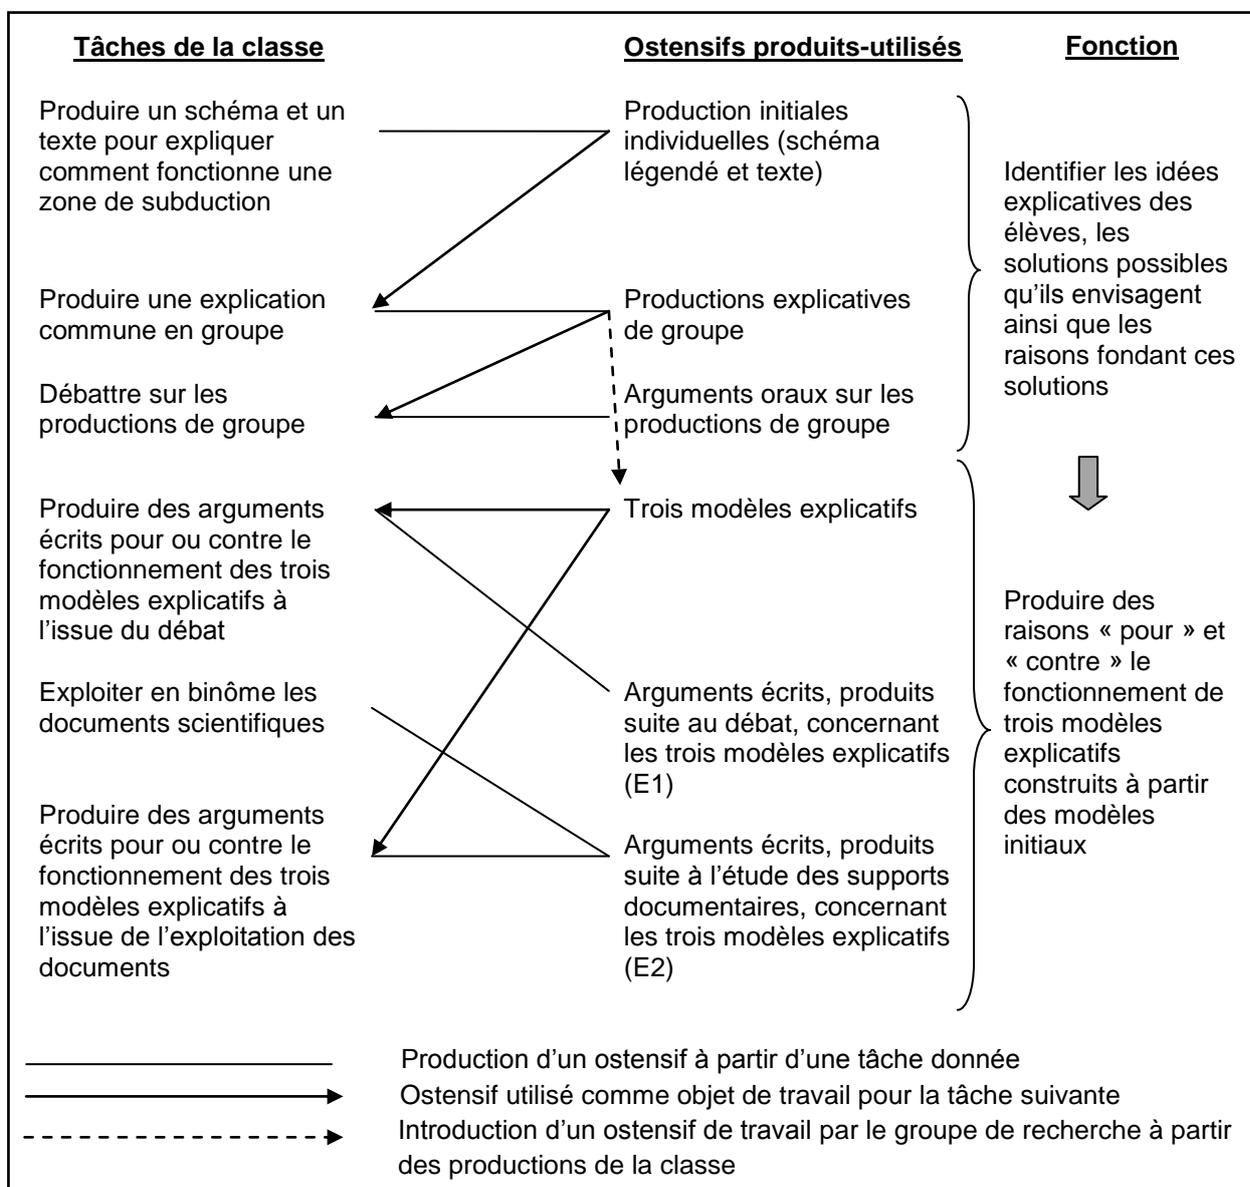 Tâches de la classe
Ostensifs produits-utilisés
Fonction
Produire un schéma et un
texte pour expliquer
comment fonctionne une
zone de subduction
Production initiales
individuelles (schéma
légendé et texte)
Identifier les idées
explicatives des
élèves, les
solutions possibles
qu'ils envisagent
ainsi que les
raisons fondant ces
solutions
Produire une explication
commune en groupe
Productions explicatives
de groupe
Débattre sur les
productions de groupe
Arguments oraux sur les
productions de groupe
Produire des arguments
écrits pour ou contre le
fonctionnement des trois
modèles explicatifs à
l'issue du débat
Trois modèles explicatifs
Produire des
raisons « pour » et
« contre » le
fonctionnement de
trois modèles
explicatifs
construits à partir
des modèles
initiaux
Exploiter en binôme les
documents scientifiques
Arguments écrits, produits
suite au débat, concernant
les trois modèles explicatifs
(E1)
Produire des arguments
écrits pour ou contre le
fonctionnement des trois
modèles explicatifs à
l'issue de l'exploitation des
documents
Arguments écrits, produits
suite à l'étude des supports
documentaires, concernant
les trois modèles explicatifs
(E2)
Production d'un ostensif à partir d'une tâche donnée
Ostensif utilisé comme objet de travail pour la tâche suivante
Introduction d'un ostensif de travail par le groupe de recherche à partir
des productions de la classe